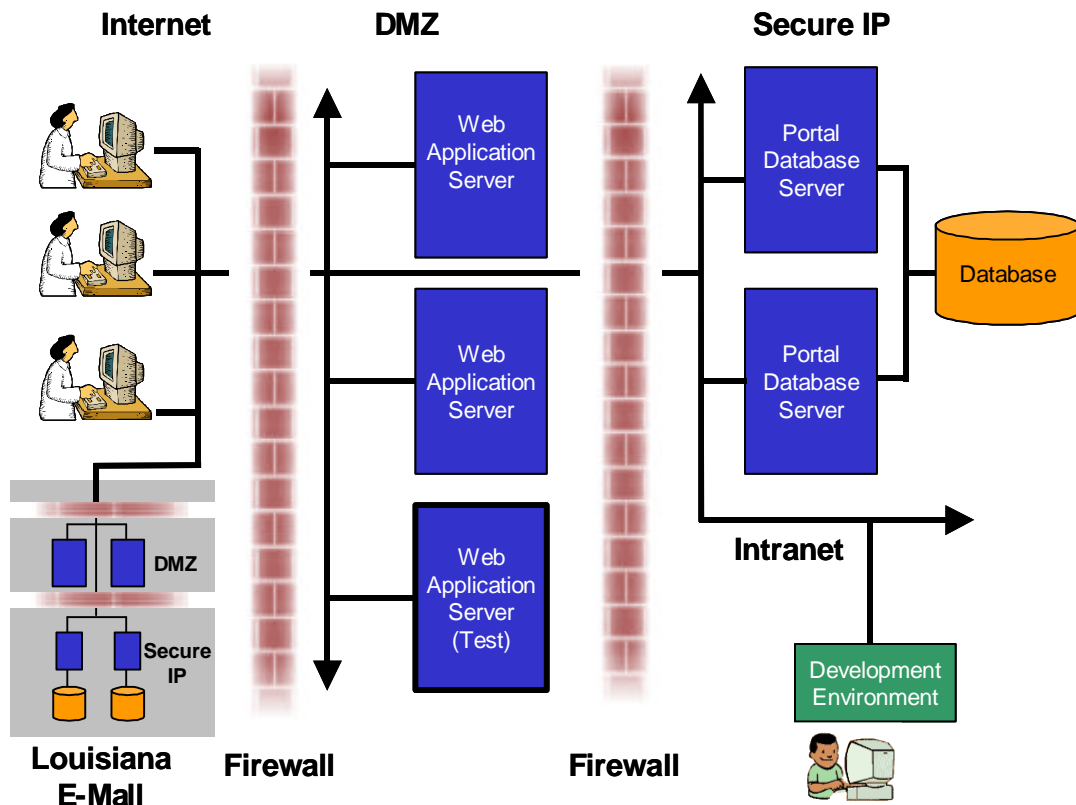 Internet
DMZ
Secure IP
Web
Application
Server
Portal
Database
Server
Database
Web
Application
Server
Portal
Database
Server
Web
Application
Server
(Test)
Intranet
DMZ
Secure
IP
Development
Environment
Louisiana
E-Mall
Firewall
Firewall